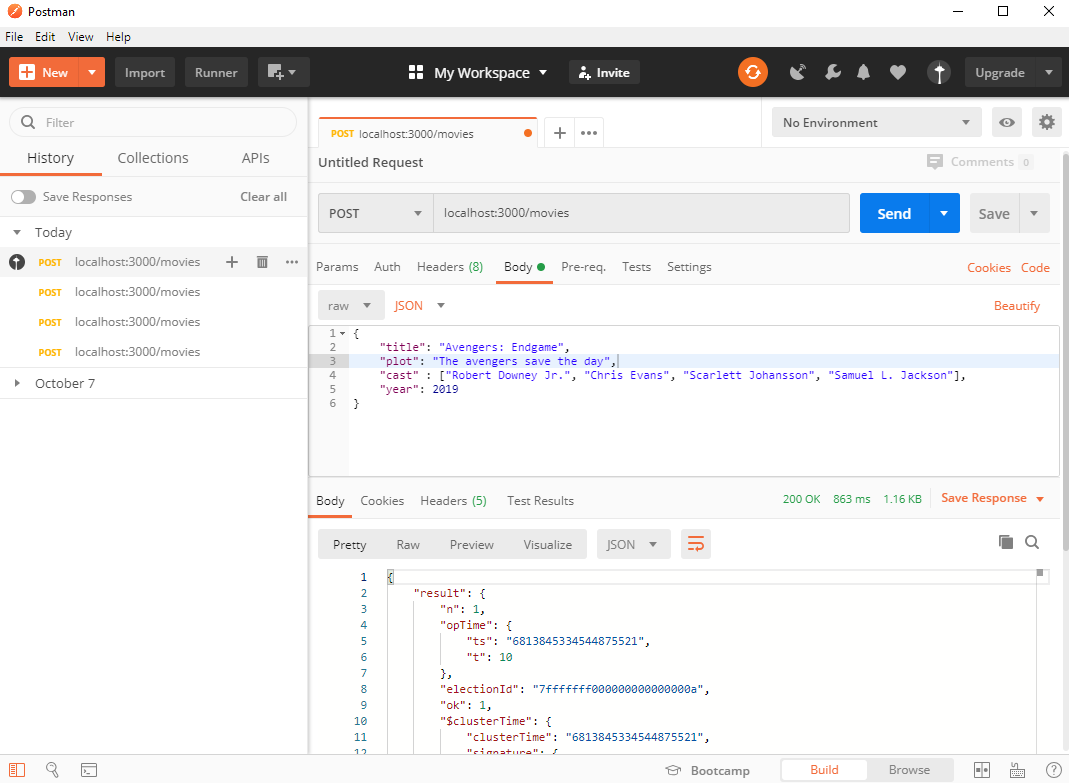 Postman
File Edit View Help
New Import Runner My Workspace Invite Upgrade
Filter
History Collections APIs
Save Responses Clear all
Today
POST localhost:3000/movies
POST localhost:3000/movies
POST localhost:3000/movies
POST localhost:3000/movies
October 7
POST localhost:3000/movies
No Environment
Untitled Request
Comments 0
POST localhost:3000/movies Send Save
Params Auth Headers (8) Body Pre-req. Tests Settings Cookies Code
raw JSON Beautify
1 {
2 "title": "Avengers: Endgame",
3 "plot": "The avengers save the day",
4 "cast" : ["Robert Downey Jr.", "Chris Evans", "Scarlett Johansson", "Samuel L. Jackson"],
5 "year": 2019
6 }
Body Cookies Headers (5) Test Results 200 OK 863 ms 1.16 KB Save Response
Pretty Raw Preview Visualize JSON
1 {
2 "result": {
3 "n": 1,
4 "opTime": {
5 "ts": "6813845334544875521",
6 "t": 10
7 },
8 "electionId": "7fffffff000000000000000a",
9 "ok": 1,
10 "$clusterTime": {
11 "clusterTime": "6813845334544875521",
12 "signature": {
Bootcamp Build Browse